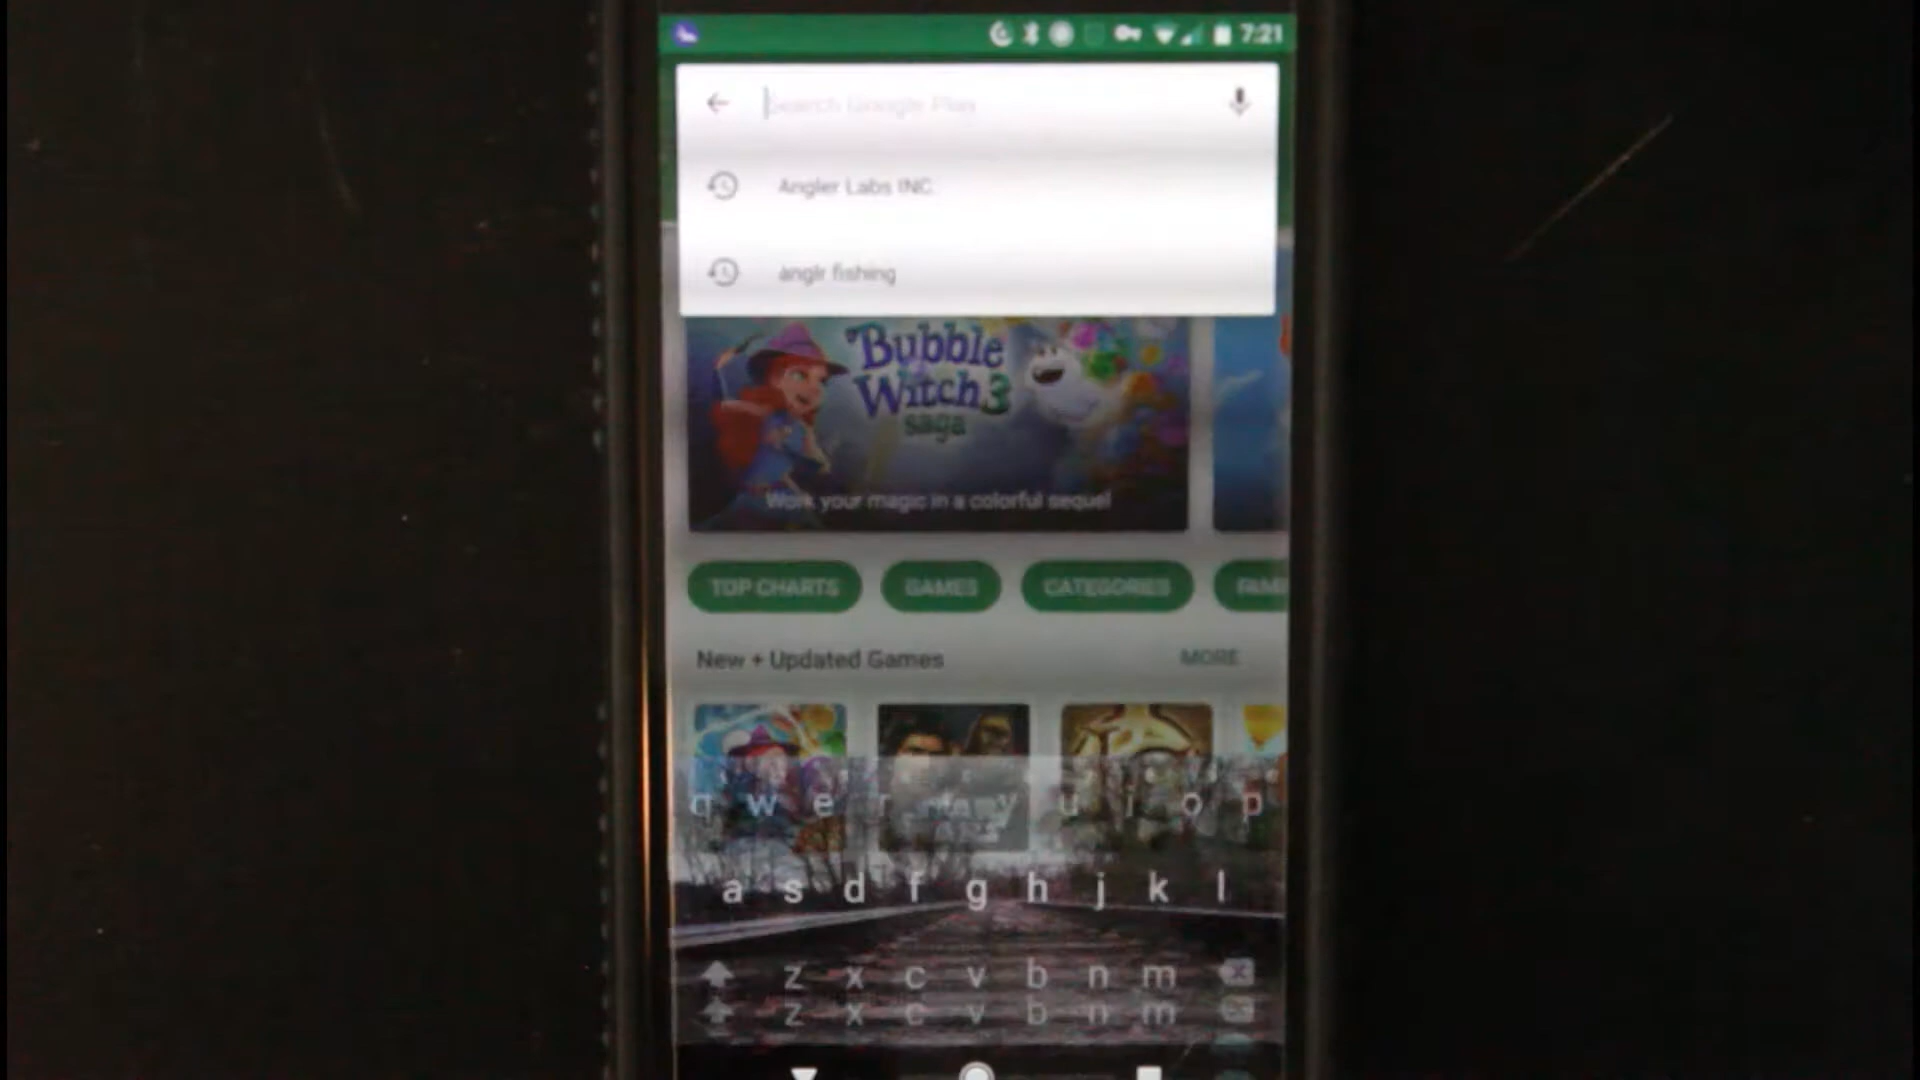 7:21
Search Google Play
Angler Labs INC.
anglr fishing
Bubble
Witch 3
saga
Work your magic in a colorful sequel
TOP CHARTS GAMES CATEGORIES FAMI
New + Updated Games MORE
q w e r y u i o p
a s d f g h j k l
z x c v b n m
z x c v b n m